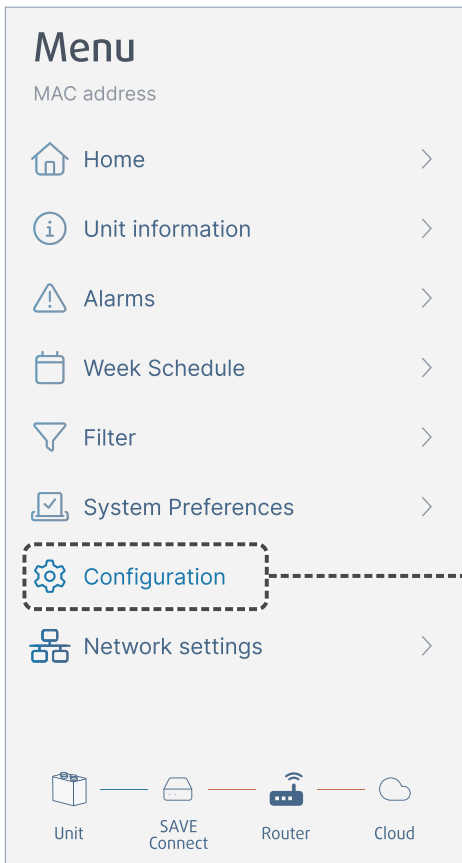 Menu
MAC address
Home
Unit information
Alarms
Week Schedule
Filter
System Preferences
Configuration
Network settings
Unit
SAVE
Connect
Router
Cloud